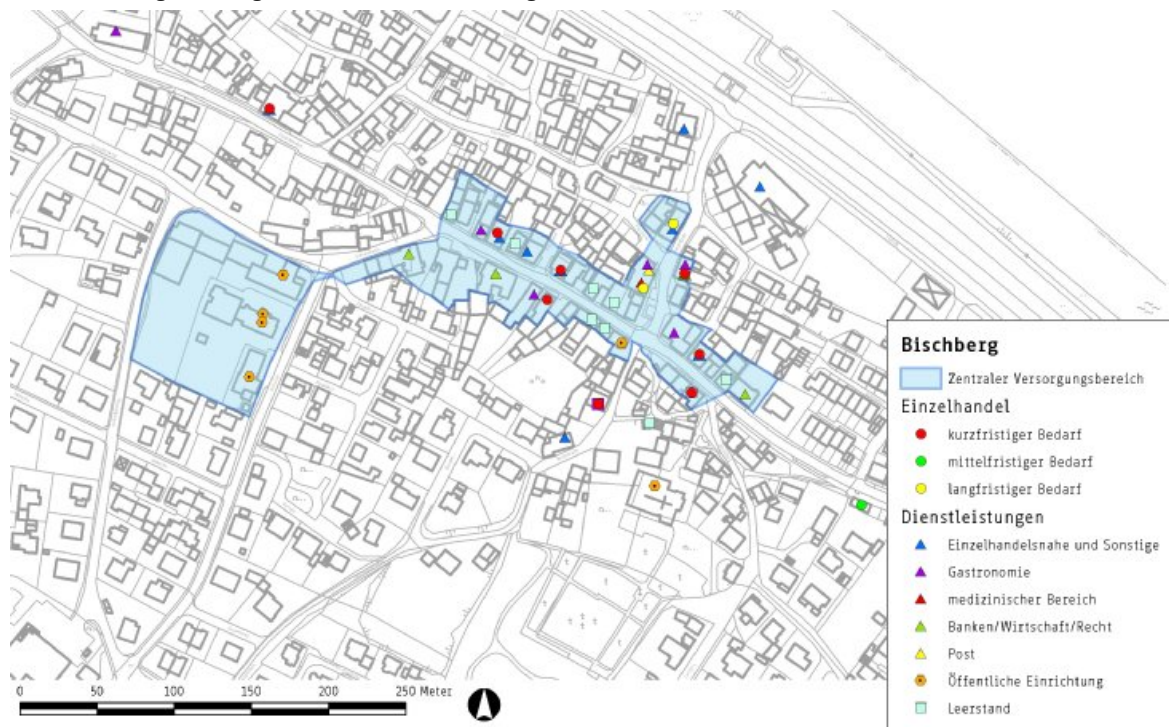 Bischberg
Zentraler Versorgungsbereich
Einzelhandel
kurzfristiger Bedarf
mittelfristiger Bedarf
langfristiger Bedarf
Dienstleistungen
Einzelhandelsnahe und Sonstige
Gastronomie
medizinischer Bereich
Banken/Wirtschaft/Recht
Post
Öffentliche Einrichtung
Leerstand
0 50 100 150 200 250 Meter